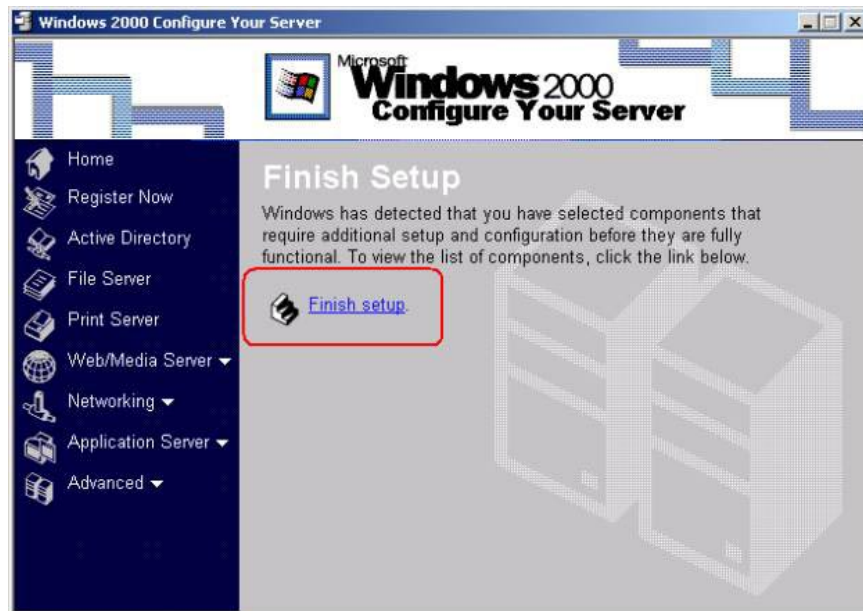 Windows 2000 Configure Your Server
Microsoft
Windows 2000
Configure Your Server
Home
Register Now
Active Directory
File Server
Print Server
Web/Media Server
Networking
Application Server
Advanced
Finish Setup
Windows has detected that you have selected components that
require additional setup and configuration before they are fully
functional. To view the list of components, click the link below.
Finish setup.